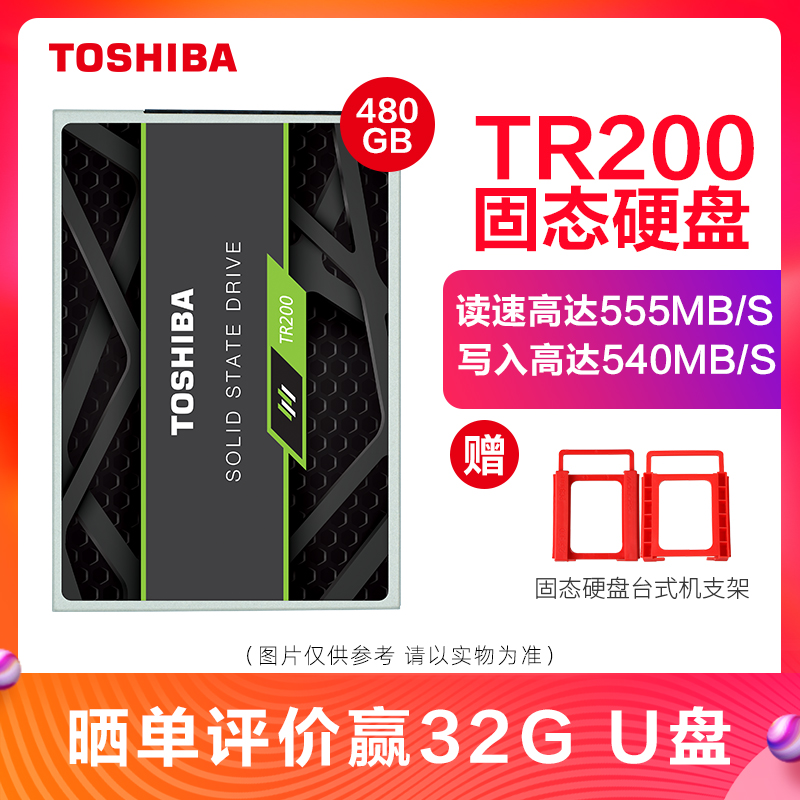 TOSHIBA
480
GB
TR200
固态硬盘
读速高达555MB/S
写入高达540MB/S
TOSHIBA
SOLID STATE DRIVE
TR200
赠
固态硬盘台式机支架
（图片仅供参考 请以实物为准）
晒单评价赢32G U盘